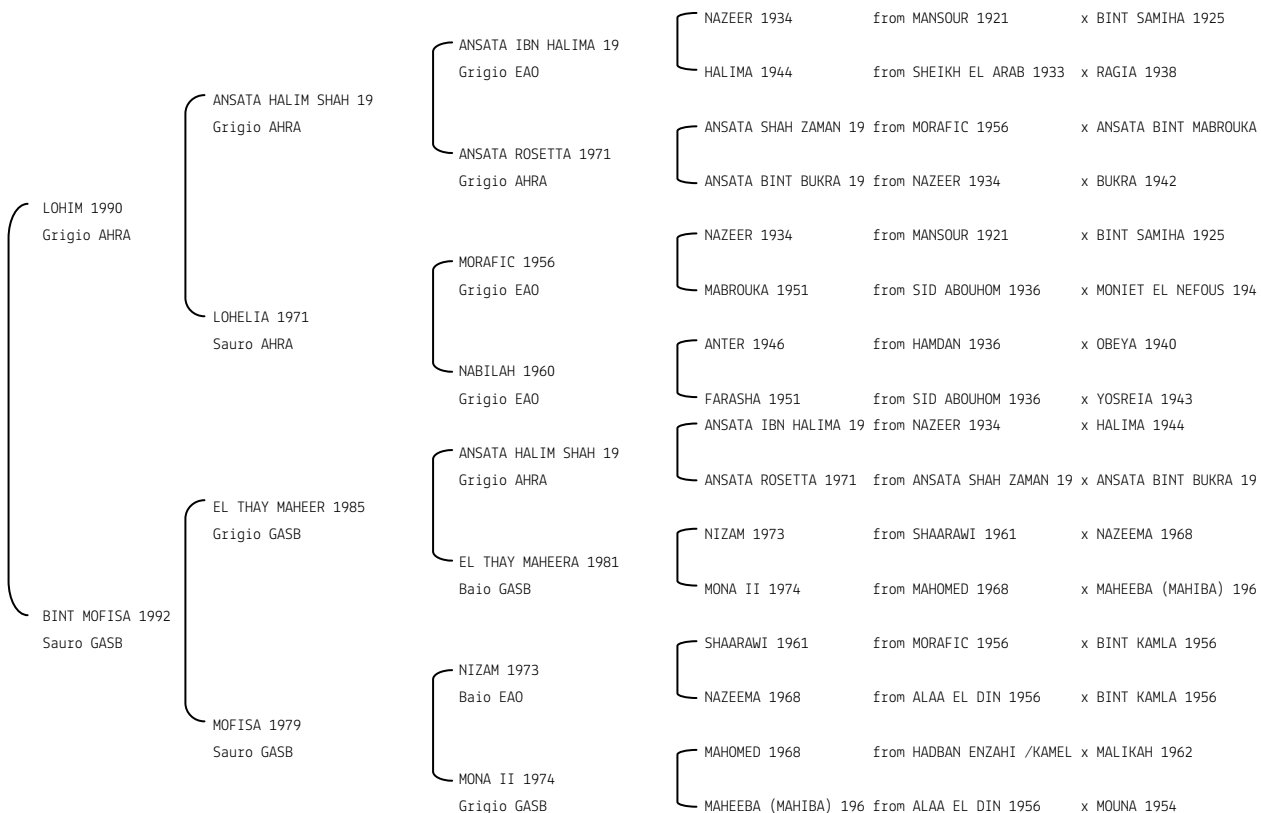 NAZEER 1934 from MANSOUR 1921 x BINT SAMIHA 1925
ANSATA IBN HALIMA 19
Grigio EAO
HALIMA 1944 from SHEIKH EL ARAB 1933 x RAGIA 1938
ANSATA HALIM SHAH 19
Grigio AHRA
ANSATA SHAH ZAMAN 19 from MORAFIC 1956 x ANSATA BINT MABROUKA
ANSATA ROSETTA 1971
Grigio AHRA
ANSATA BINT BUKRA 19 from NAZEER 1934 x BUKRA 1942
LOHIM 1990
Grigio AHRA
NAZEER 1934 from MANSOUR 1921 x BINT SAMIHA 1925
MORAFIC 1956
Grigio EAO
MABROUKA 1951 from SID ABOUHOM 1936 x MONIET EL NEFOUS 194
LOHELIA 1971
Sauro AHRA
ANTER 1946 from HAMDAN 1936 x OBEYA 1940
NABILAH 1960
Grigio EAO
FARASHA 1951 from SID ABOUHOM 1936 x YOSREIA 1943
ANSATA IBN HALIMA 19 from NAZEER 1934 x HALIMA 1944
ANSATA HALIM SHAH 19
Grigio AHRA
ANSATA ROSETTA 1971 from ANSATA SHAH ZAMAN 19 x ANSATA BINT BUKRA 19
EL THAY MAHEER 1985
Grigio GASB
NIZAM 1973 from SHAARAWI 1961 x NAZEEMA 1968
EL THAY MAHEERA 1981
Baio GASB
MONA II 1974 from MAHOMED 1968 x MAHEEBA (MAHIBA) 196
BINT MOFISA 1992
Sauro GASB
SHAARAWI 1961 from MORAFIC 1956 x BINT KAMLA 1956
NIZAM 1973
Baio EAO
NAZEEMA 1968 from ALAA EL DIN 1956 x BINT KAMLA 1956
MOFISA 1979
Sauro GASB
MAHOMED 1968 from HADBAN ENZAHI /KAMEL x MALIKAH 1962
MONA II 1974
Grigio GASB
MAHEEBA (MAHIBA) 196 from ALAA EL DIN 1956 x MOUNA 1954